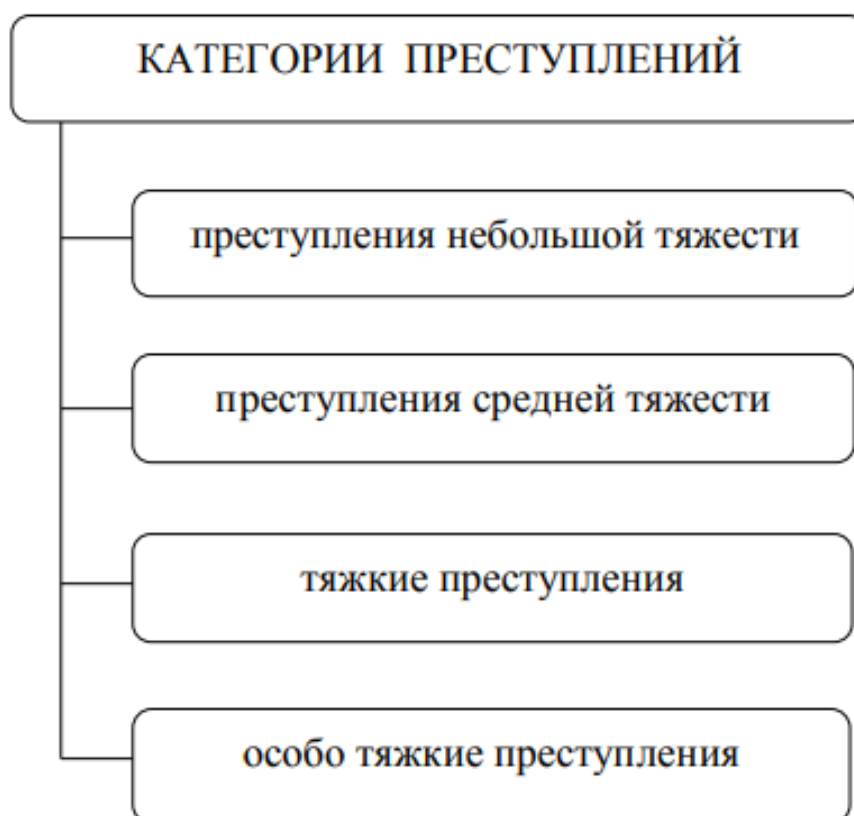 КАТЕГОРИИ ПРЕСТУПЛЕНИЙ
преступления небольшой тяжести
преступления средней тяжести
тяжкие преступления
особо тяжкие преступления